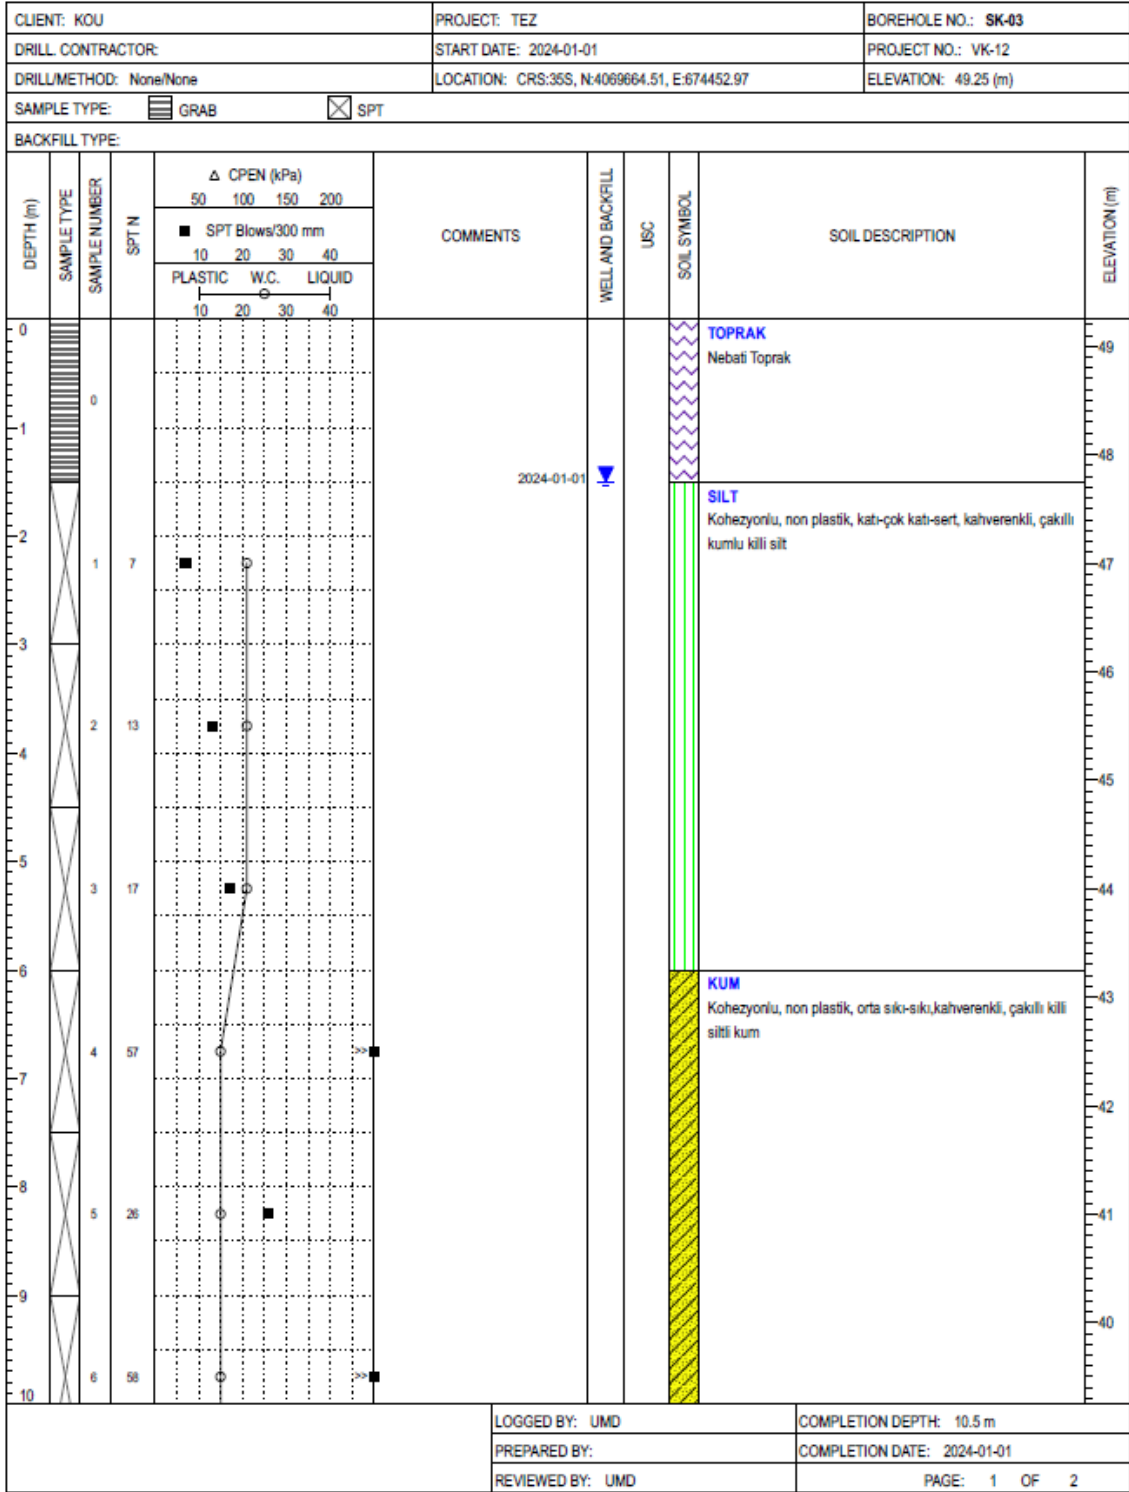 CLIENT: KOU
PROJECT: TEZ
BOREHOLE NO.: SK-03
DRILL. CONTRACTOR:
START DATE: 2024-01-01
PROJECT NO.: VK-12
DRILL/METHOD: None/None
LOCATION: CRS:35S, N:4069664.51, E:674452.97
ELEVATION: 49.25 (m)
SAMPLE TYPE:
GRAB
SPT
BACKFILL TYPE:
DEPTH (m)
SAMPLE TYPE
SAMPLE NUMBER
SPT N
Δ CPEN (kPa)
50 100 150 200
■ SPT Blows/300 mm
10 20 30 40
PLASTIC W.C. LIQUID
10 20 30 40
COMMENTS
WELL AND BACKFILL
USC
SOIL SYMBOL
SOIL DESCRIPTION
ELEVATION (m)
0
TOPRAK
49
Nebati Toprak
0
1
48
2024-01-01
SILT
Kohezyonlu, non plastik, katı-çok katı-sert, kahverenkli, çakıllı
2
kumlu killi silt
1 7
47
3
46
2 13
4
45
5
3 17
44
6
KUM
43
Kohezyonlu, non plastik, orta sıkı-sıkı,kahverenkli, çakıllı killi
siltli kum
4 57 >>
7
42
8
5 26
41
9
40
6 58 >>
10
LOGGED BY: UMD
COMPLETION DEPTH: 10.5 m
PREPARED BY:
COMPLETION DATE: 2024-01-01
REVIEWED BY: UMD
PAGE: 1 OF 2